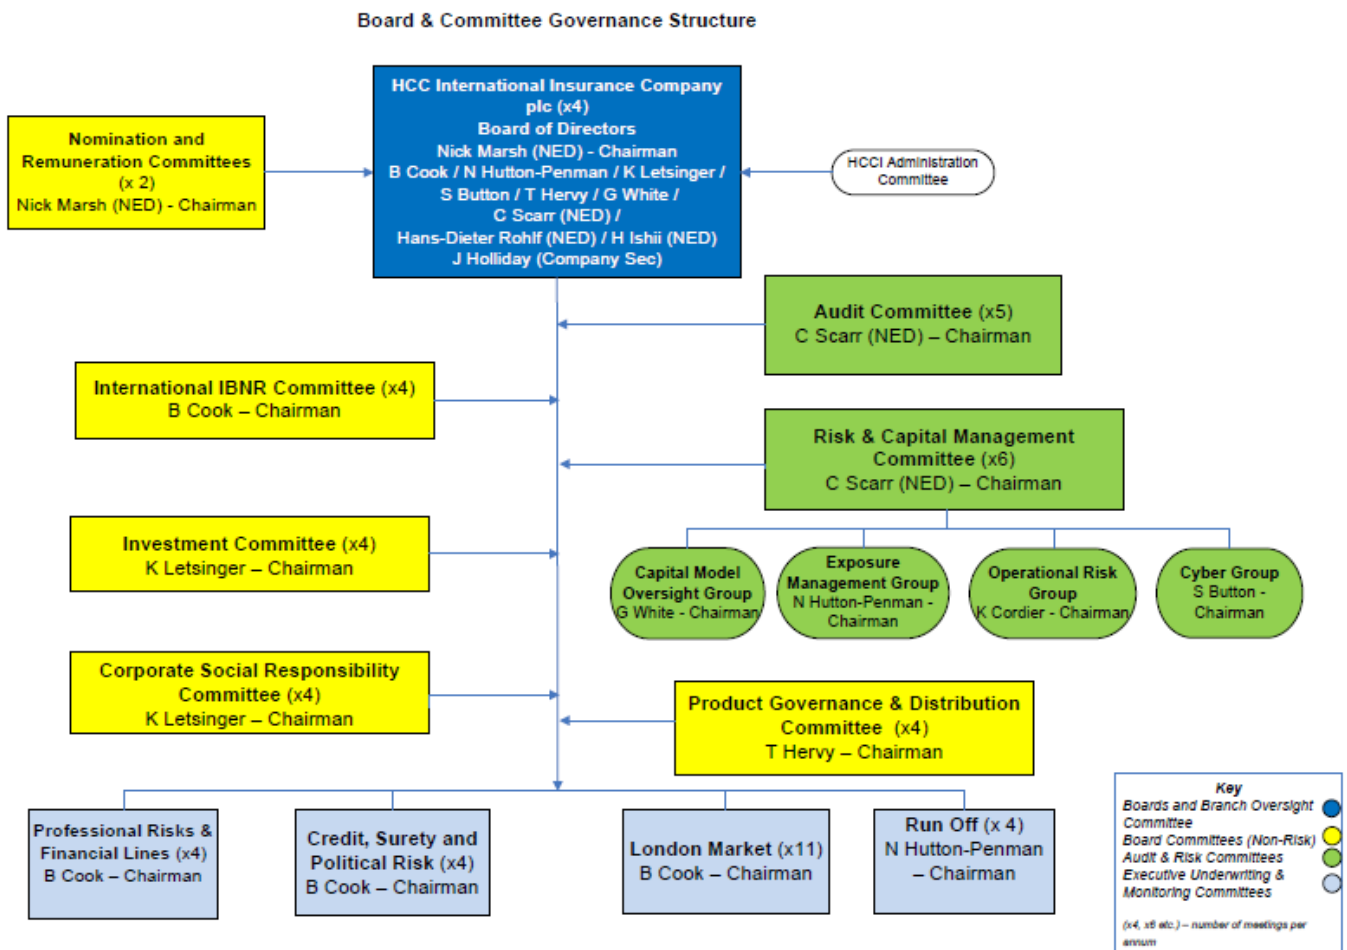 Board & Committee Governance Structure
HCC International Insurance Company
plc (x4)
Board of Directors
Nick Marsh (NED) - Chairman
B Cook / N Hutton-Penman / K Letsinger /
S Button / T Hervy / G White /
C Scarr (NED) /
Hans-Dieter Rohlf (NED) / H Ishii (NED)
J Holliday (Company Sec)
Nomination and
Remuneration Committees
(x 2)
Nick Marsh (NED) - Chairman
HCCI Administration
Committee
Audit Committee (x5)
C Scarr (NED) – Chairman
International IBNR Committee (x4)
B Cook – Chairman
Risk & Capital Management
Committee (x6)
C Scarr (NED) – Chairman
Investment Committee (x4)
K Letsinger – Chairman
Capital Model
Oversight Group
G White - Chairman
Exposure
Management Group
N Hutton-Penman -
Chairman
Operational Risk
Group
K Cordier - Chairman
Cyber Group
S Button -
Chairman
Corporate Social Responsibility
Committee (x4)
K Letsinger – Chairman
Product Governance & Distribution
Committee (x4)
T Hervy – Chairman
Professional Risks &
Financial Lines (x4)
B Cook – Chairman
Credit, Surety and
Political Risk (x4)
B Cook – Chairman
London Market (x11)
B Cook – Chairman
Run Off (x 4)
N Hutton-Penman
– Chairman
Key
Boards and Branch Oversight
Committee
Board Committees (Non-Risk)
Audit & Risk Committees
Executive Underwriting &
Monitoring Committees
(x4, x6 etc.) – number of meetings per
annum